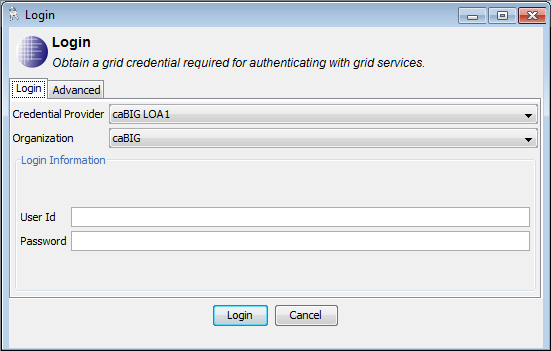 Login
Login
Obtain a grid credential required for authenticating with grid services.
Login Advanced
Credential Provider caBIG LOA1
Organization caBIG
Login Information
User Id
Password
Login Cancel